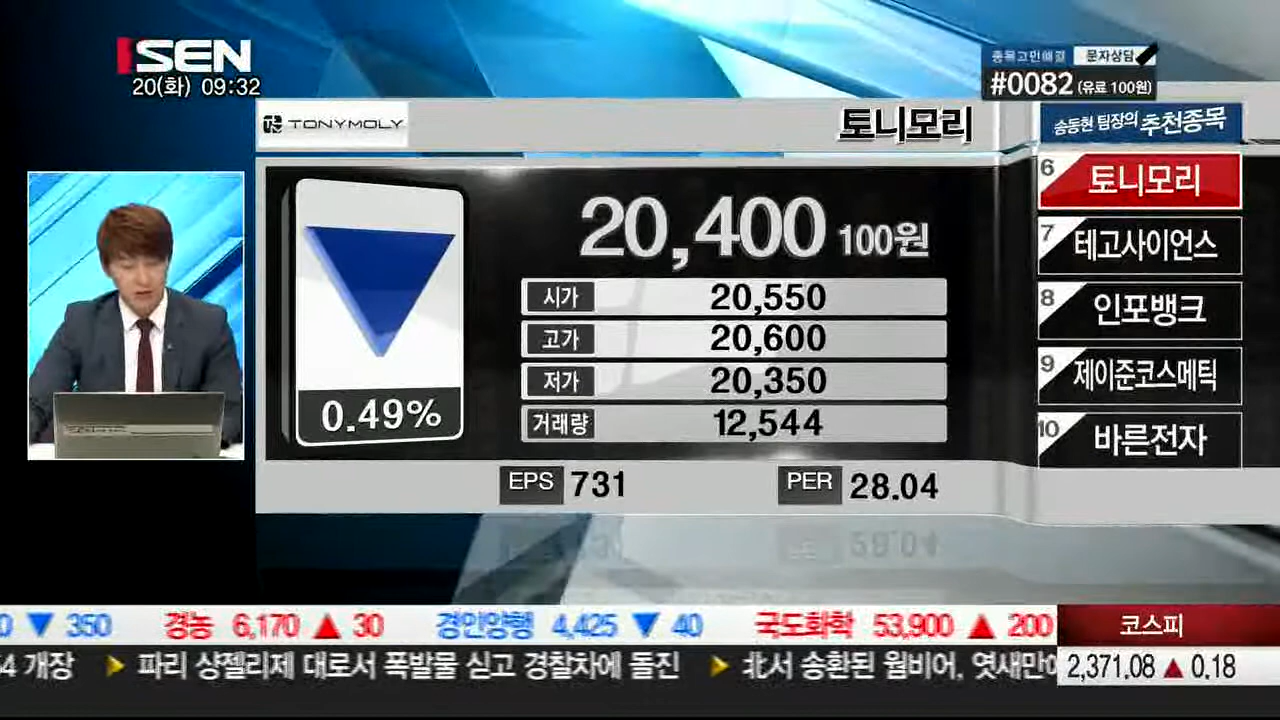 SEN
20(화) 09:32
종목고민해결 문자상담
#0082 (유료 100원)
TONYMOLY
토니모리
송동현 팀장의 추천종목
6 토니모리
7 테고사이언스
8 인포뱅크
9 제이준코스메틱
10 바른전자
20,400 100원
시가 20,550
고가 20,600
저가 20,350
거래량 12,544
0.49%
EPS 731
PER 28.04
0 ▼ 350 경농 6,170 ▲ 30 경인양행 4,425 ▼ 40 국도화학 53,900 ▲ 200
코스피
4 개장 ▶ 파리 샹젤리제 대로서 폭발물 싣고 경찰차에 돌진 ▶ 北서 송환된 웜비어, 엿새만에
2,371.08 ▲ 0.18